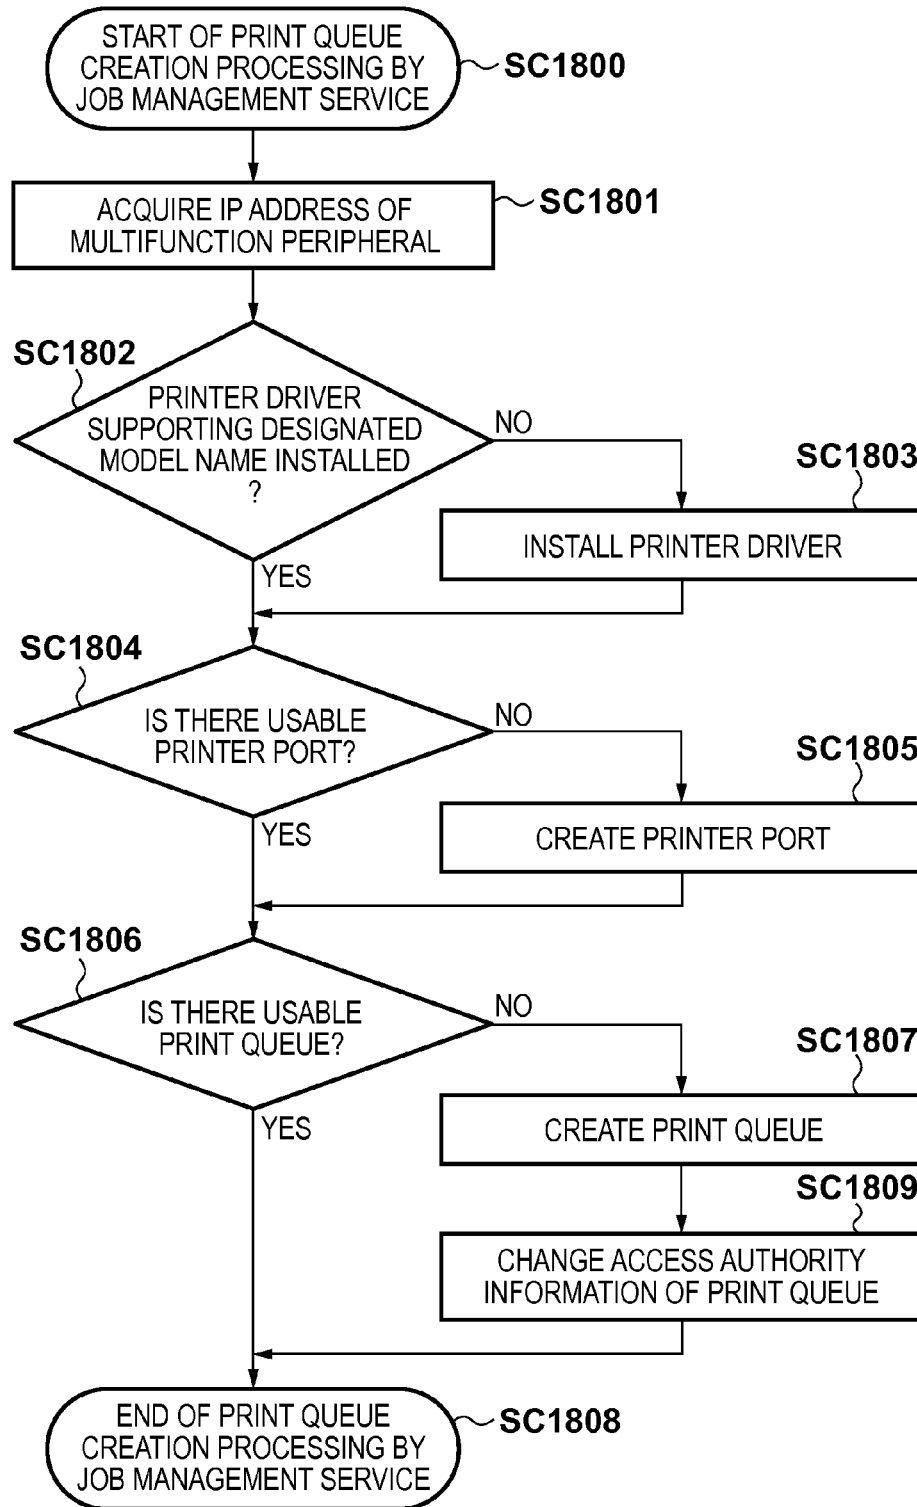 START OF PRINT QUEUE
CREATION PROCESSING BY
JOB MANAGEMENT SERVICE
SC1800
ACQUIRE IP ADDRESS OF
MULTIFUNCTION PERIPHERAL
SC1801
SC1802
PRINTER DRIVER
SUPPORTING DESIGNATED
MODEL NAME INSTALLED
?
NO
YES
SC1803
INSTALL PRINTER DRIVER
SC1804
IS THERE USABLE
PRINTER PORT?
NO
YES
SC1805
CREATE PRINTER PORT
SC1806
IS THERE USABLE
PRINT QUEUE?
NO
YES
SC1807
CREATE PRINT QUEUE
SC1809
CHANGE ACCESS AUTHORITY
INFORMATION OF PRINT QUEUE
END OF PRINT QUEUE
CREATION PROCESSING BY
JOB MANAGEMENT SERVICE
SC1808